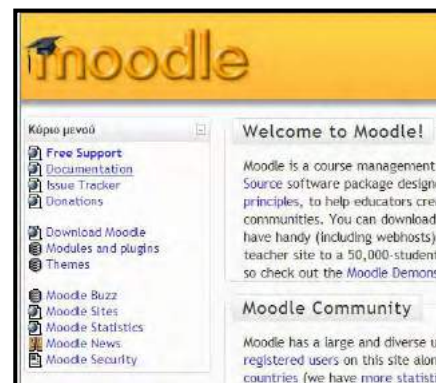 moodle
Κύριο μενού
Free Support
Documentation
Issue Tracker
Donations
Download Moodle
Modules and plugins
Themes
Moodle Buzz
Moodle Sites
Moodle Statistics
Moodle News
Moodle Security
Welcome to Moodle!
Moodle is a course management
Source software package design
principles, to help educators cre
communities. You can download
have handy (including webhosts)
teacher site to a 50,000-student
so check out the Moodle Demons
Moodle Community
Moodle has a large and diverse u
registered users on this site alon
countries (we have more statisti